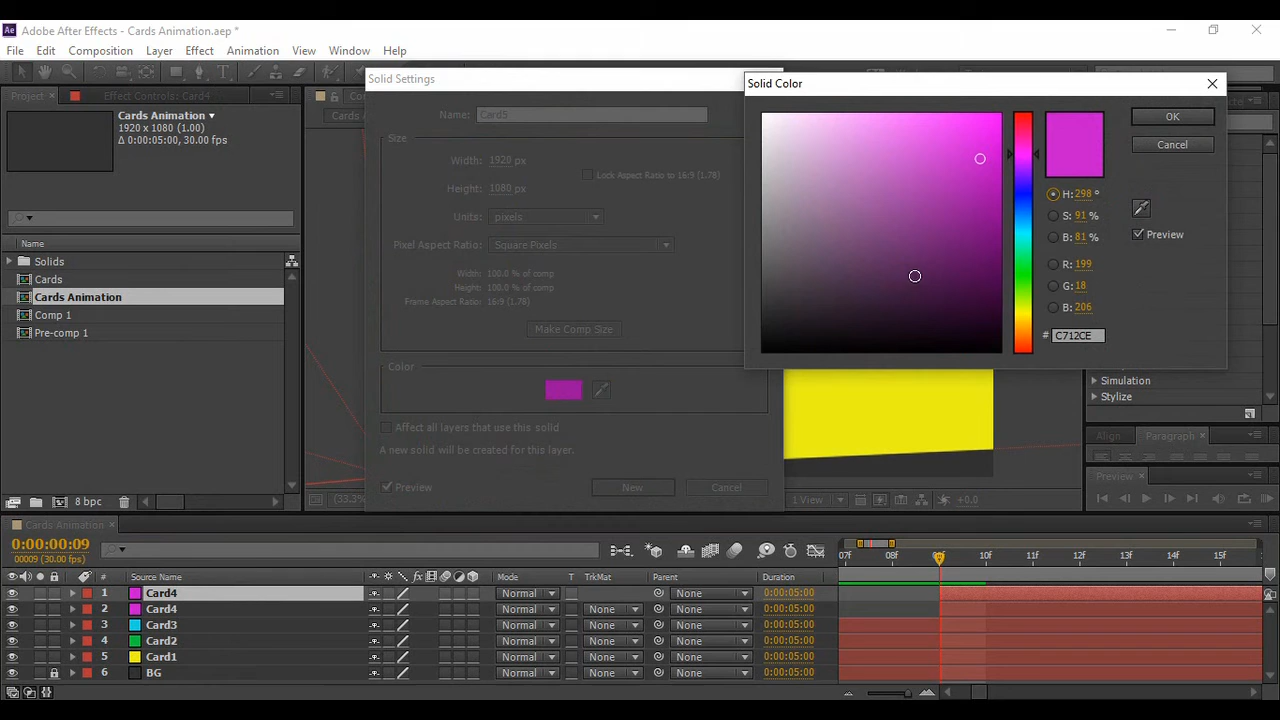 Ae Adobe After Effects - Cards Animation.aep *
File Edit Composition Layer Effect Animation View Window Help
Solid Settings
Solid Color
Project Effect Controls: Card4
Cards Animation
1920 x 1080 (1.00)
Δ 0:00:05:00, 30.00 fps
Name: Card5
Size
Width: 1920 px
Height: 1080 px
Lock Aspect Ratio to 16:9 (1.78)
Units: pixels
Pixel Aspect Ratio: Square Pixels
Width: 100.0 % of comp
Height: 100.0 % of comp
Frame Aspect Ratio: 16:9 (1.78)
Make Comp Size
Color
Affect all layers that use this solid
A new solid will be created for this layer.
Preview New Cancel
OK
Cancel
H: 298 °
S: 91 %
B: 81 %
Preview
R: 199
G: 18
B: 206
# C712CE
Name
Solids
Cards
Cards Animation
Comp 1
Pre-comp 1
8 bpc
(33.3%
1 View
+0.0
Simulation
Stylize
Align Paragraph
Preview
Cards Animation
0:00:00:09
00009 (30.00 fps)
# Source Name fx Mode T TrkMat Parent Duration
07f 08f 09f 10f 11f 12f 13f 14f 15f
1 Card4 Normal None 0:00:05:00
2 Card4 Normal None None 0:00:05:00
3 Card3 Normal None None 0:00:05:00
4 Card2 Normal None None 0:00:05:00
5 Card1 Normal None None 0:00:05:00
6 BG Normal None None 0:00:05:00